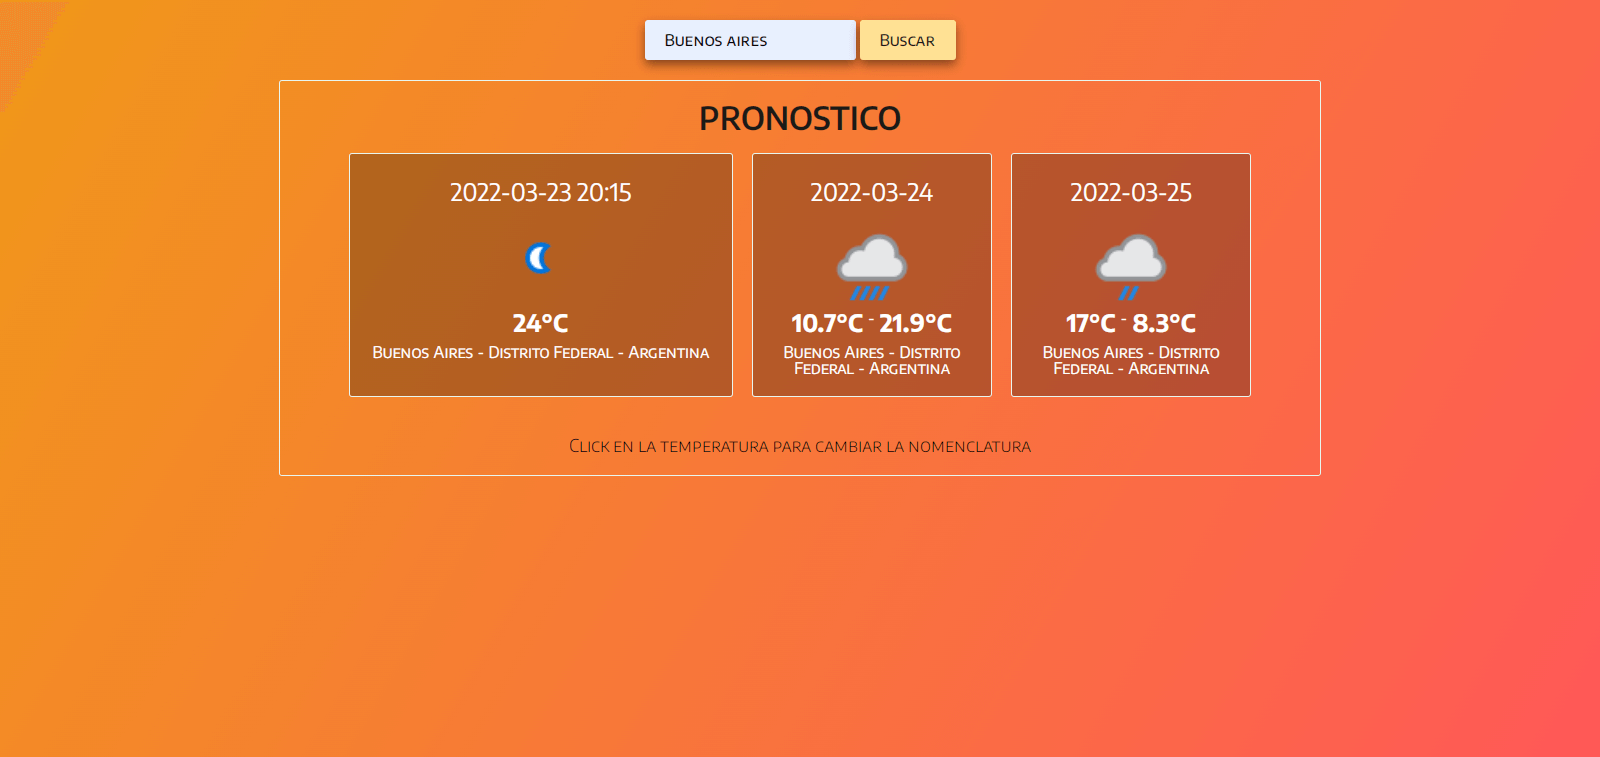 Buenos aires
Buscar
PRONOSTICO
2022-03-23 20:15
24°C
Buenos Aires - Distrito Federal - Argentina
2022-03-24
10.7°C - 21.9°C
Buenos Aires - Distrito
Federal - Argentina
2022-03-25
17°C - 8.3°C
Buenos Aires - Distrito
Federal - Argentina
Click en la temperatura para cambiar la nomenclatura